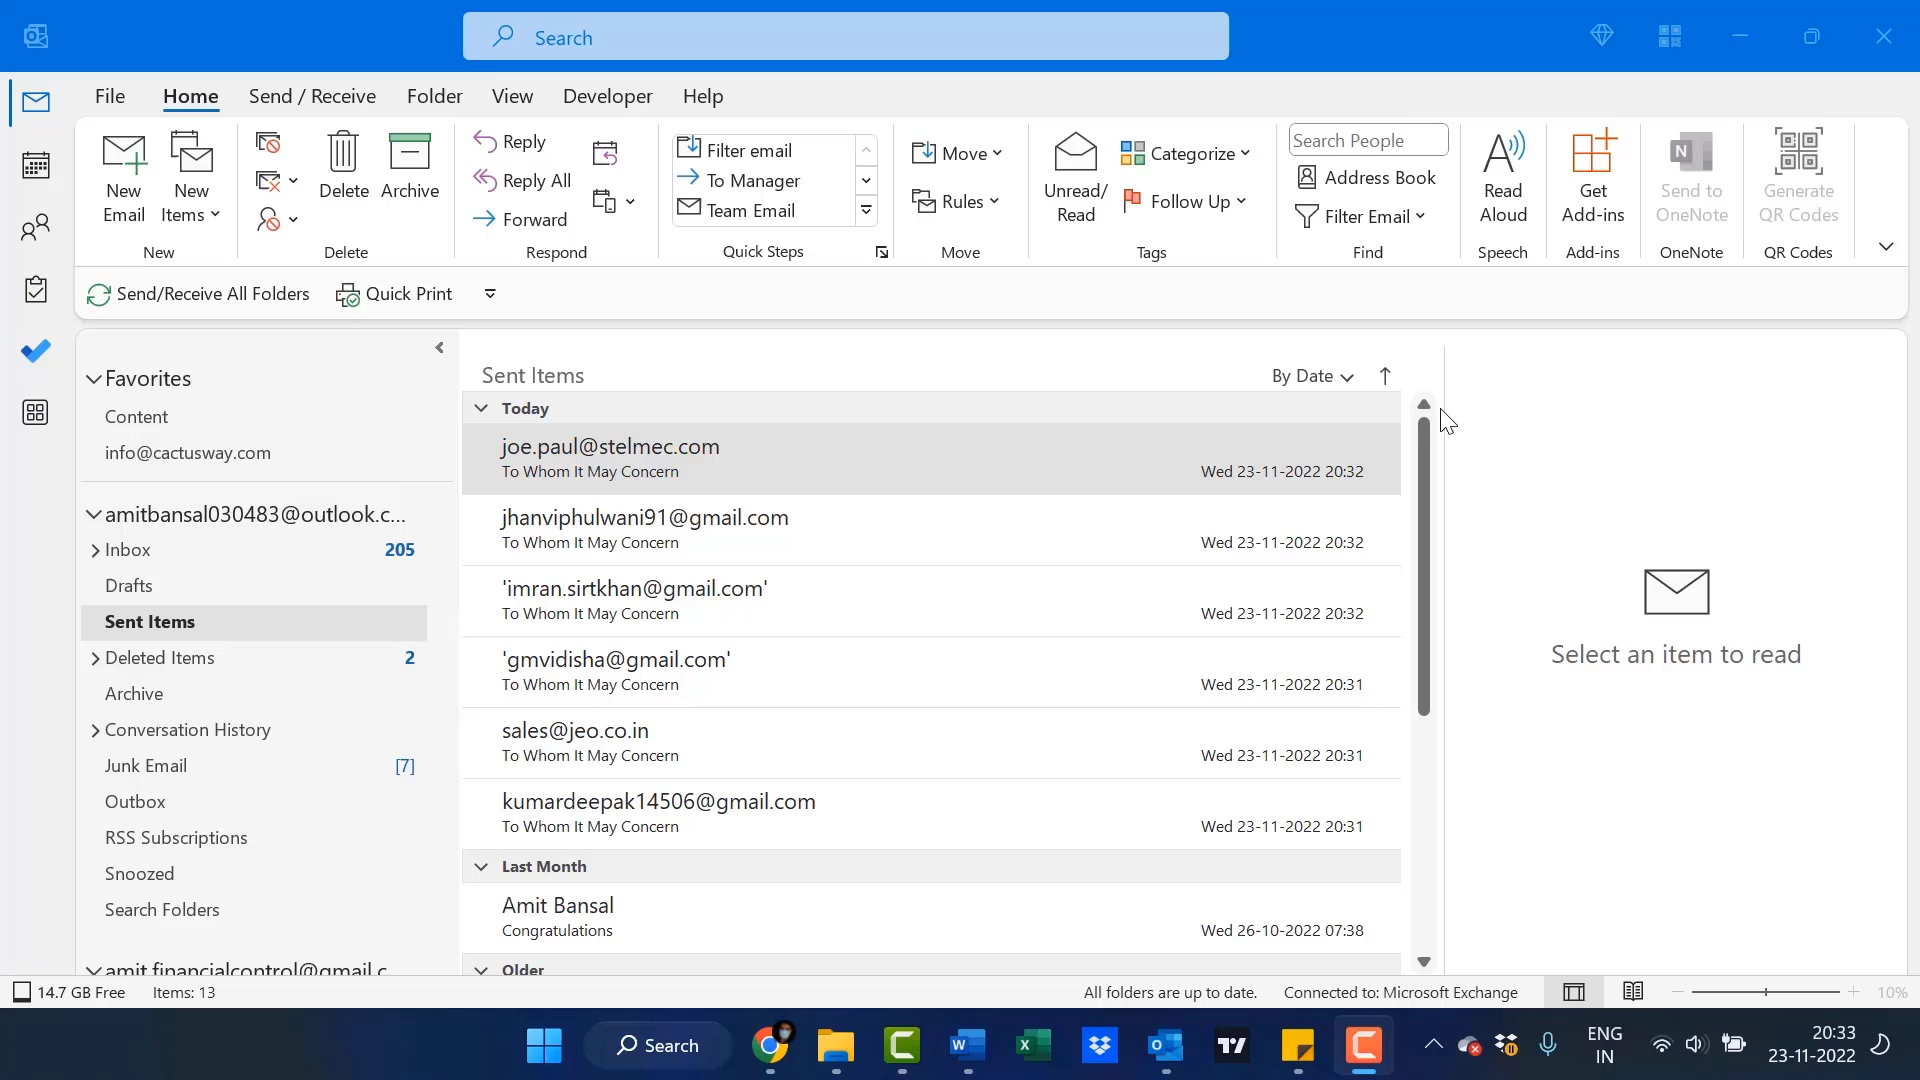 Search
File Home Send / Receive Folder View Developer Help
New Email
New Items
Delete
Archive
Reply
Reply All
Forward
Filter email
To Manager
Team Email
Move
Rules
Unread/ Read
Categorize
Follow Up
Search People
Address Book
Filter Email
Read Aloud
Get Add-ins
Send to OneNote
Generate QR Codes
New Delete Respond Quick Steps Move Tags Find Speech Add-ins OneNote QR Codes
Send/Receive All Folders Quick Print
Favorites
Content
info@cactusway.com
amitbansal030483@outlook.c...
Inbox 205
Drafts
Sent Items
Deleted Items 2
Archive
Conversation History
Junk Email [7]
Outbox
RSS Subscriptions
Snoozed
Search Folders
amit.financialcontrol@gmail.c
Sent Items By Date
Today
joe.paul@stelmec.com
To Whom It May Concern Wed 23-11-2022 20:32
jhanviphulwani91@gmail.com
To Whom It May Concern Wed 23-11-2022 20:32
'imran.sirtkhan@gmail.com'
To Whom It May Concern Wed 23-11-2022 20:32
'gmvidisha@gmail.com'
To Whom It May Concern Wed 23-11-2022 20:31
sales@jeo.co.in
To Whom It May Concern Wed 23-11-2022 20:31
kumardeepak14506@gmail.com
To Whom It May Concern Wed 23-11-2022 20:31
Last Month
Amit Bansal
Congratulations Wed 26-10-2022 07:38
Older
Select an item to read
14.7 GB Free Items: 13 All folders are up to date. Connected to: Microsoft Exchange 10%
Search
ENG
IN
20:33
23-11-2022